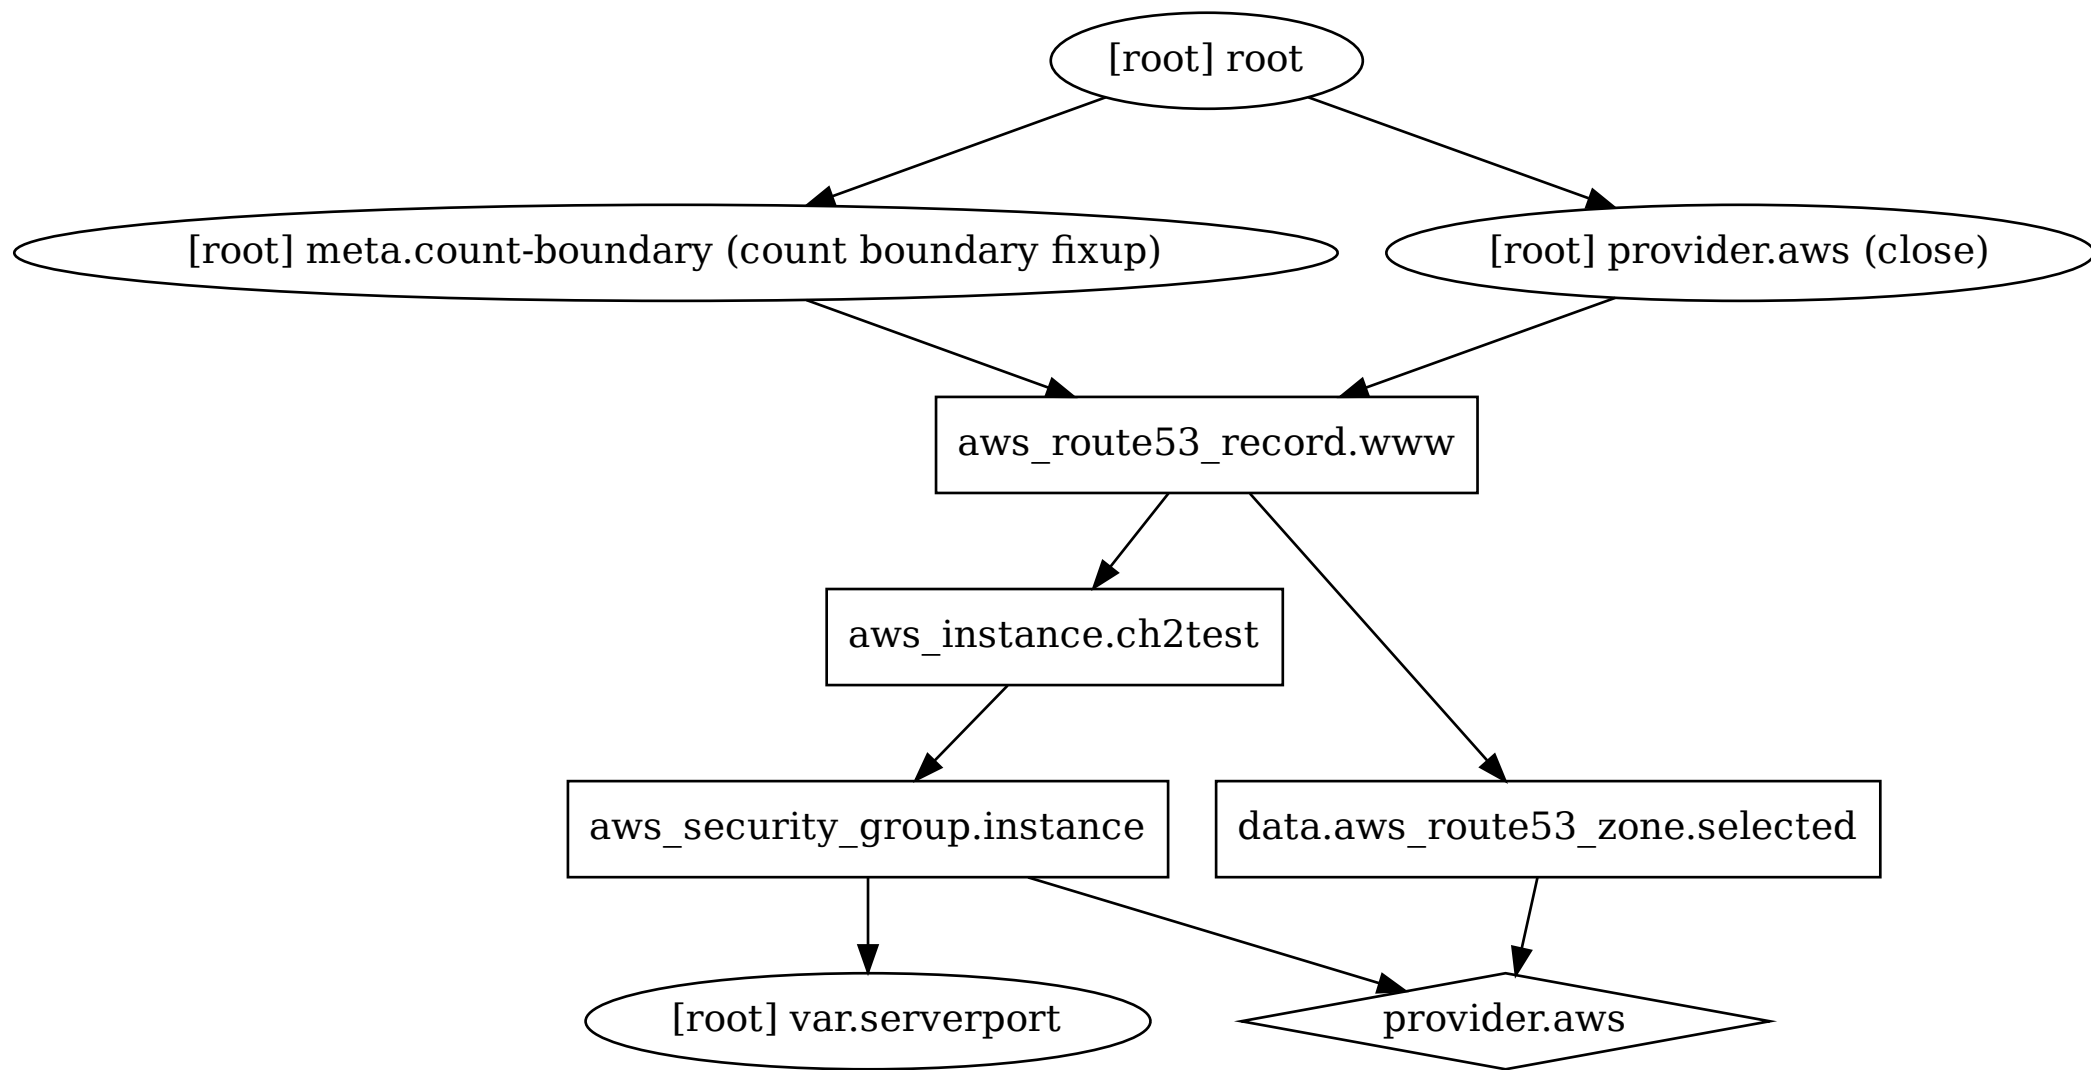 [root] root
[root] meta.count-boundary (count boundary fixup)
[root] provider.aws (close)
aws_route53_record.www
aws_instance.ch2test
aws_security_group.instance
data.aws_route53_zone.selected
[root] var.serverport
provider.aws